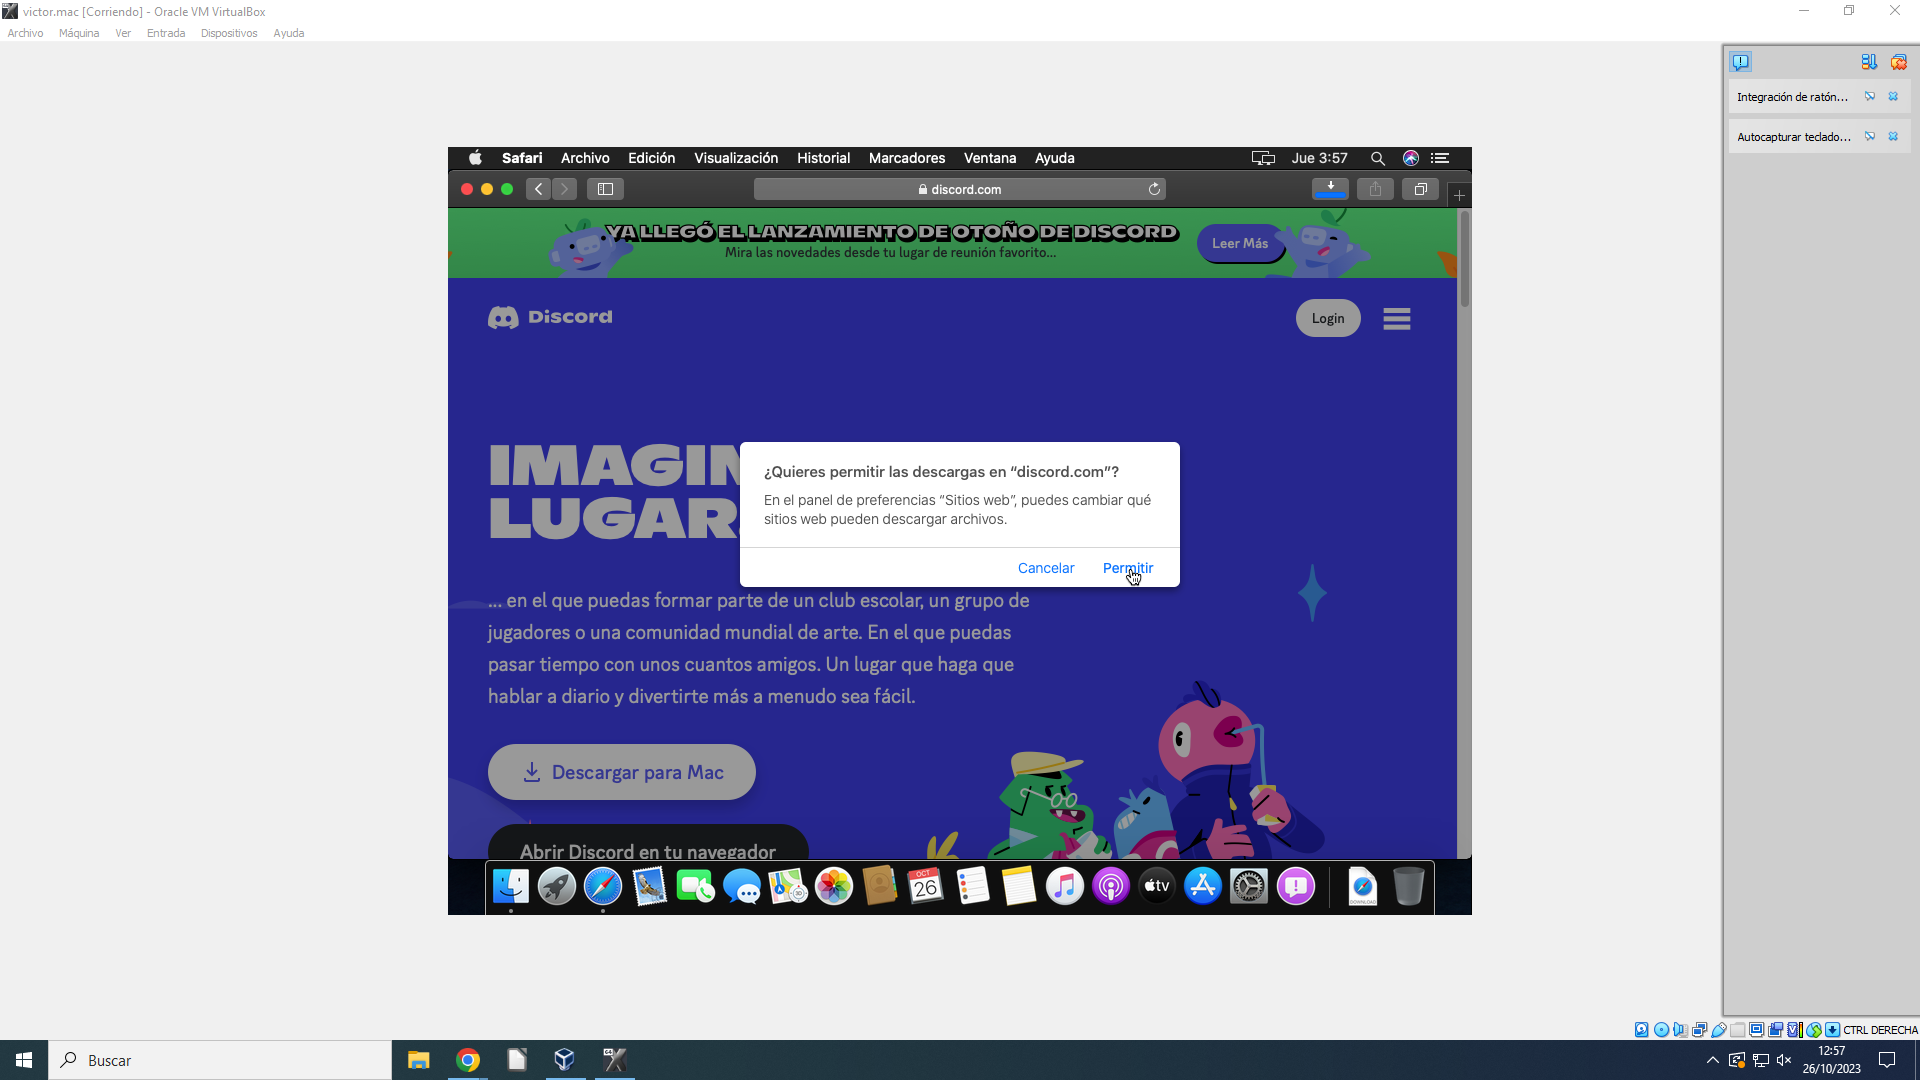 victor.mac [Corriendo] - Oracle VM VirtualBox
Archivo Máquina Ver Entrada Dispositivos Ayuda
Integración de ratón...
Autocapturar teclado...
Safari Archivo Edición Visualización Historial Marcadores Ventana Ayuda Jue 3:57
discord.com
YA LLEGÓ EL LANZAMIENTO DE OTOÑO DE DISCORD
Mira las novedades desde tu lugar de reunión favorito...
Leer Más
Discord
Login
IMAGIN
LUGAR
¿Quieres permitir las descargas en “discord.com”?
En el panel de preferencias “Sitios web”, puedes cambiar qué
sitios web pueden descargar archivos.
Cancelar Permitir
... en el que puedas formar parte de un club escolar, un grupo de
jugadores o una comunidad mundial de arte. En el que puedas
pasar tiempo con unos cuantos amigos. Un lugar que haga que
hablar a diario y divertirte más a menudo sea fácil.
Descargar para Mac
Abrir Discord en tu navegador
OCT
26
tv
DOWNLOAD
CTRL DERECHA
Buscar
64
12:57
26/10/2023